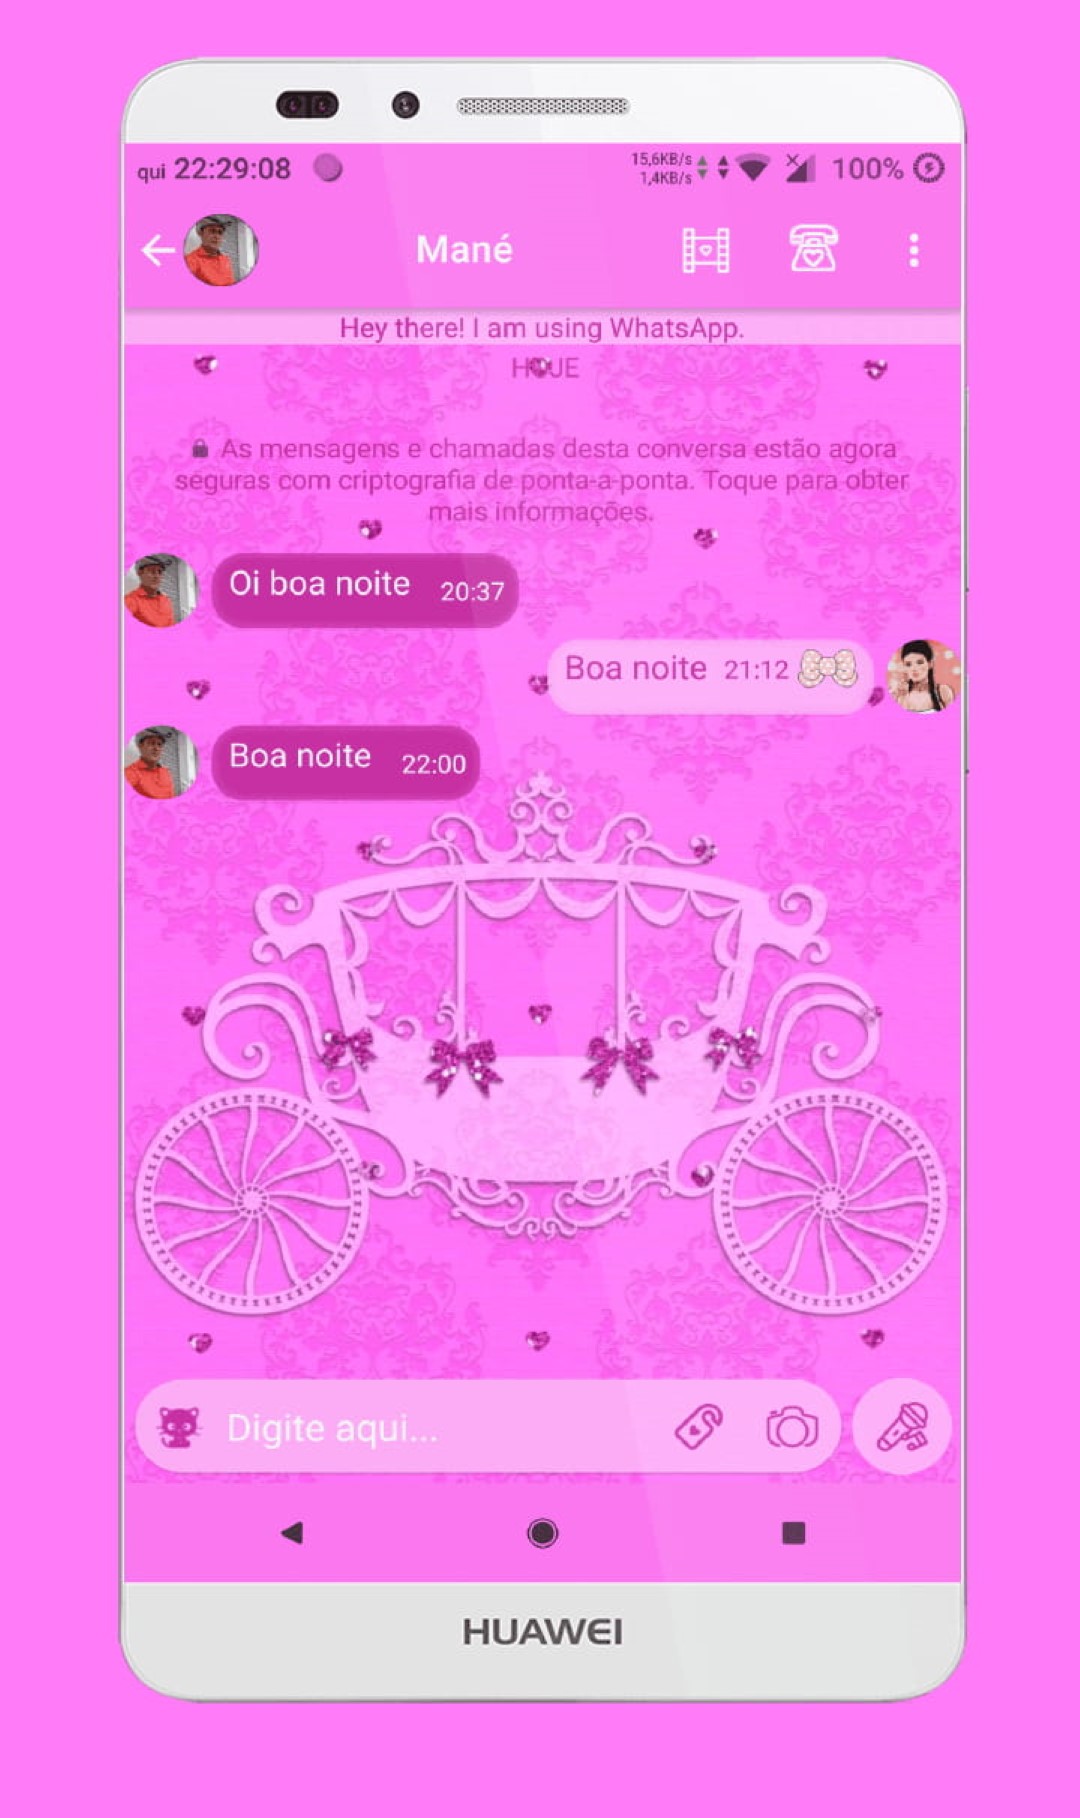 qui 22:29:08
15,6KB/s
1,4KB/s
100%
Mané
Hey there! I am using WhatsApp.
HOJE
As mensagens e chamadas desta conversa estão agora
seguras com criptografia de ponta-a-ponta. Toque para obter
mais informações.
Oi boa noite 20:37
Boa noite 21:12
Boa noite 22:00
Digite aqui...
HUAWEI